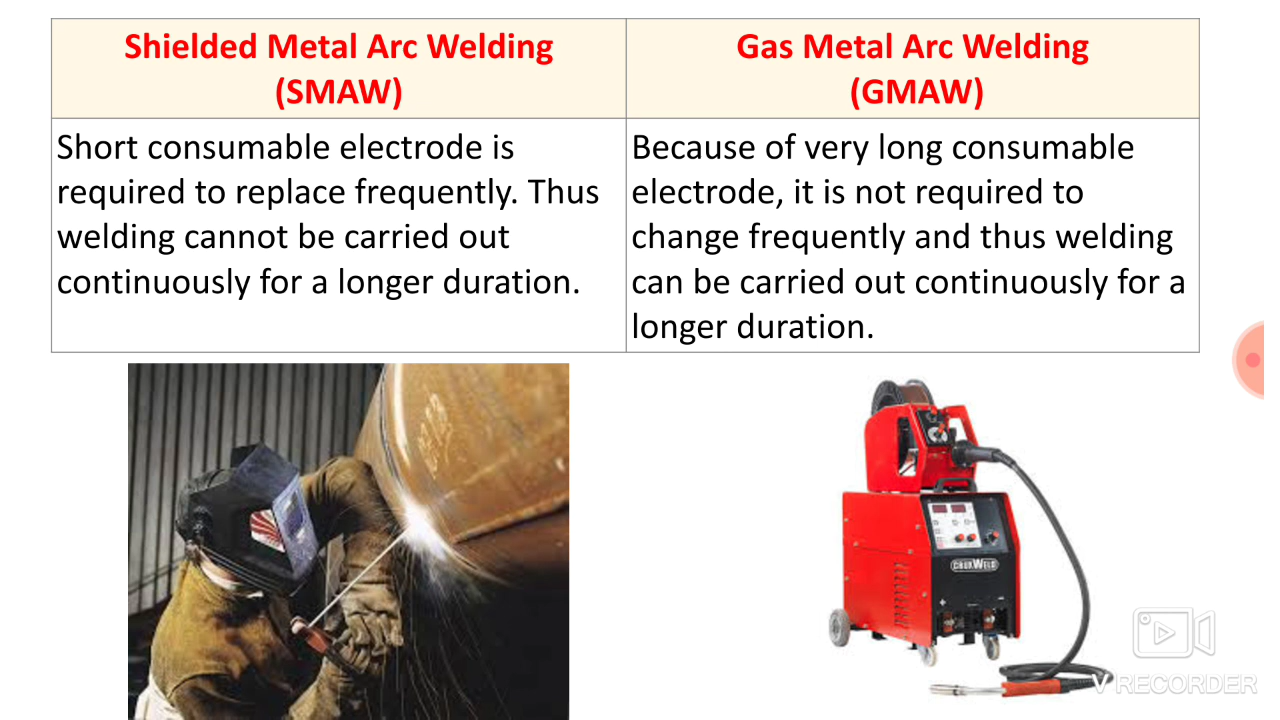 Shielded Metal Arc Welding
(SMAW)
Gas Metal Arc Welding
(GMAW)
Short consumable electrode is
required to replace frequently. Thus
welding cannot be carried out
continuously for a longer duration.
Because of very long consumable
electrode, it is not required to
change frequently and thus welding
can be carried out continuously for a
longer duration.
V RECORDER